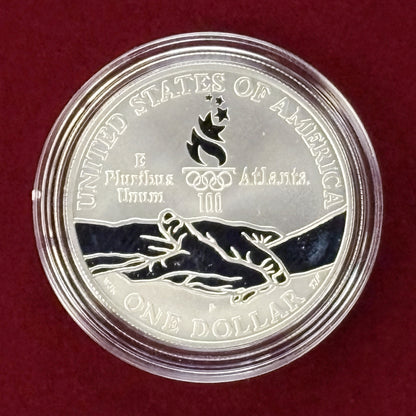 UNITED STATES OF AMERICA
E
Pluribus
Unum
Atlanta
100
P
ONE DOLLAR